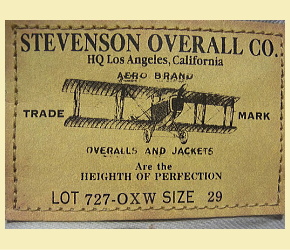 STEVENSON OVERALL CO.
HQ Los Angeles, California
AERO BRAND
TRADE MARK
OVERALLS AND JACKETS
Are the
HEIGHTH OF PERFECTION
LOT 727-OXW SIZE 29